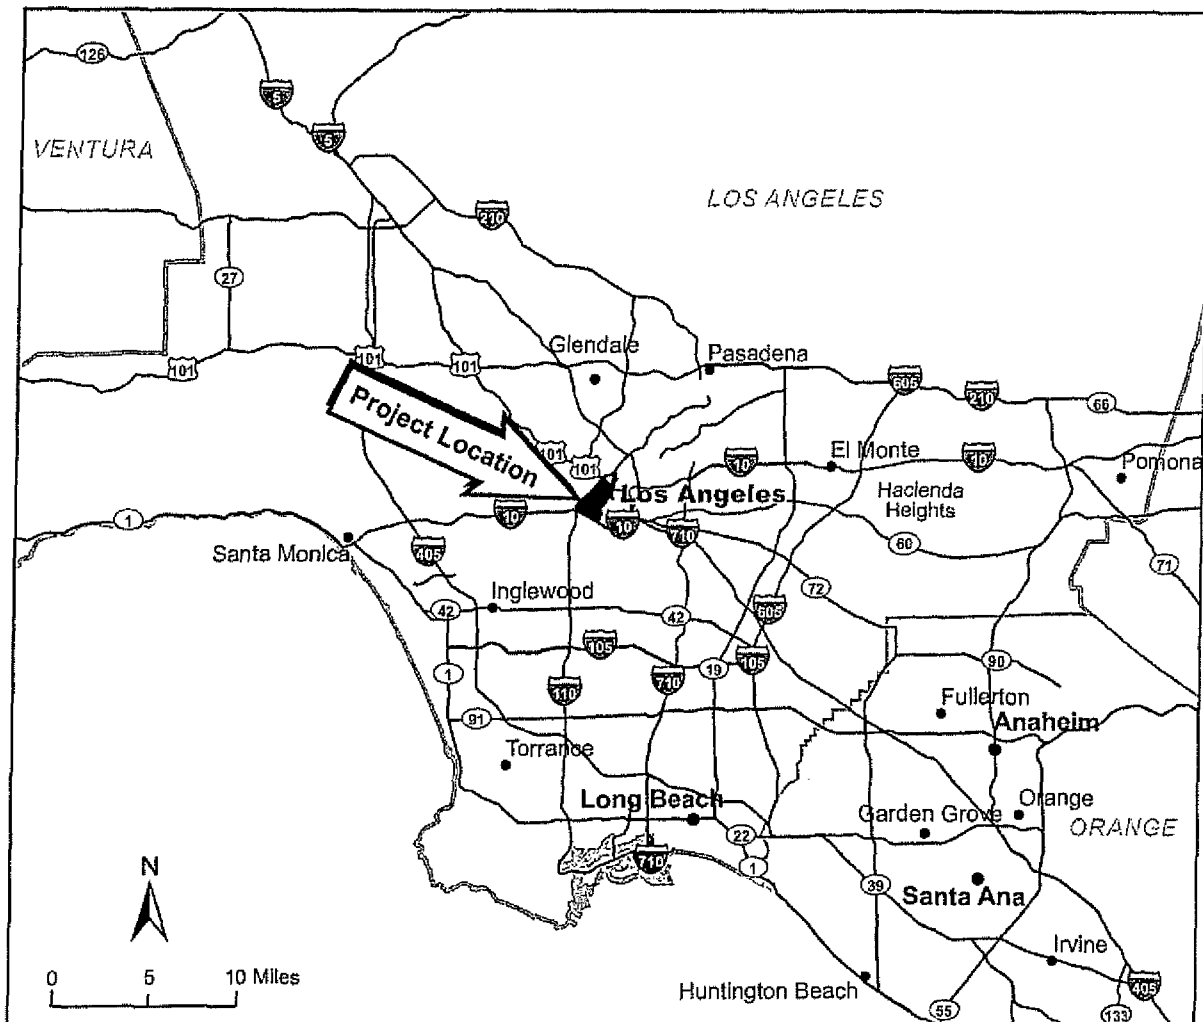 126
5
5
VENTURA
LOS ANGELES
210
27
Glendale
Pasadena
101
101
101
605
210
66
Project Location
101
101
10
El Monte
10
Pomona
Los Angeles
Hacienda
Heights
1
10
10
Santa Monica
405
710
60
71
72
Inglewood
42
42
605
105
105
1
710
19
90
110
Fullerton
91
Anaheim
Torrance
Long Beach
Orange
Garden Grove
ORANGE
22
710
1
39
Santa Ana
N
Irvine
0 5 10 Miles
Huntington Beach
405
55
133